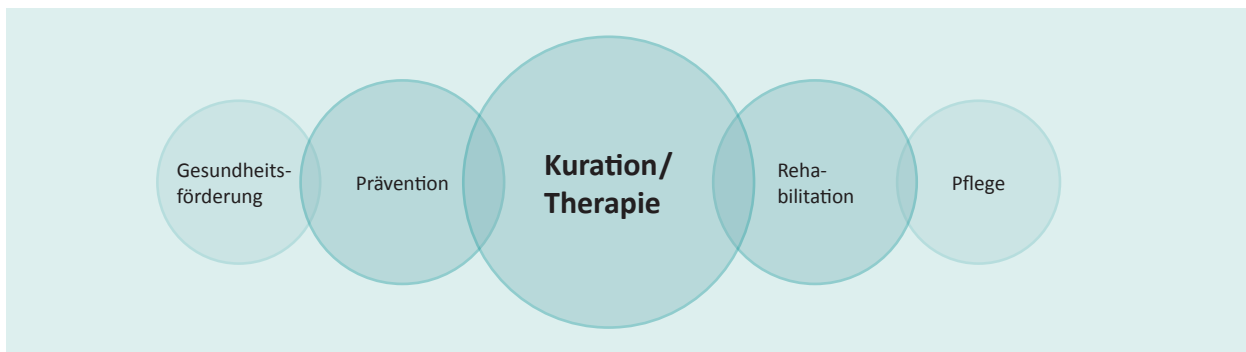 Gesundheits-
förderung
Prävention
Kuration/
Therapie
Reha-
bilitation
Pflege